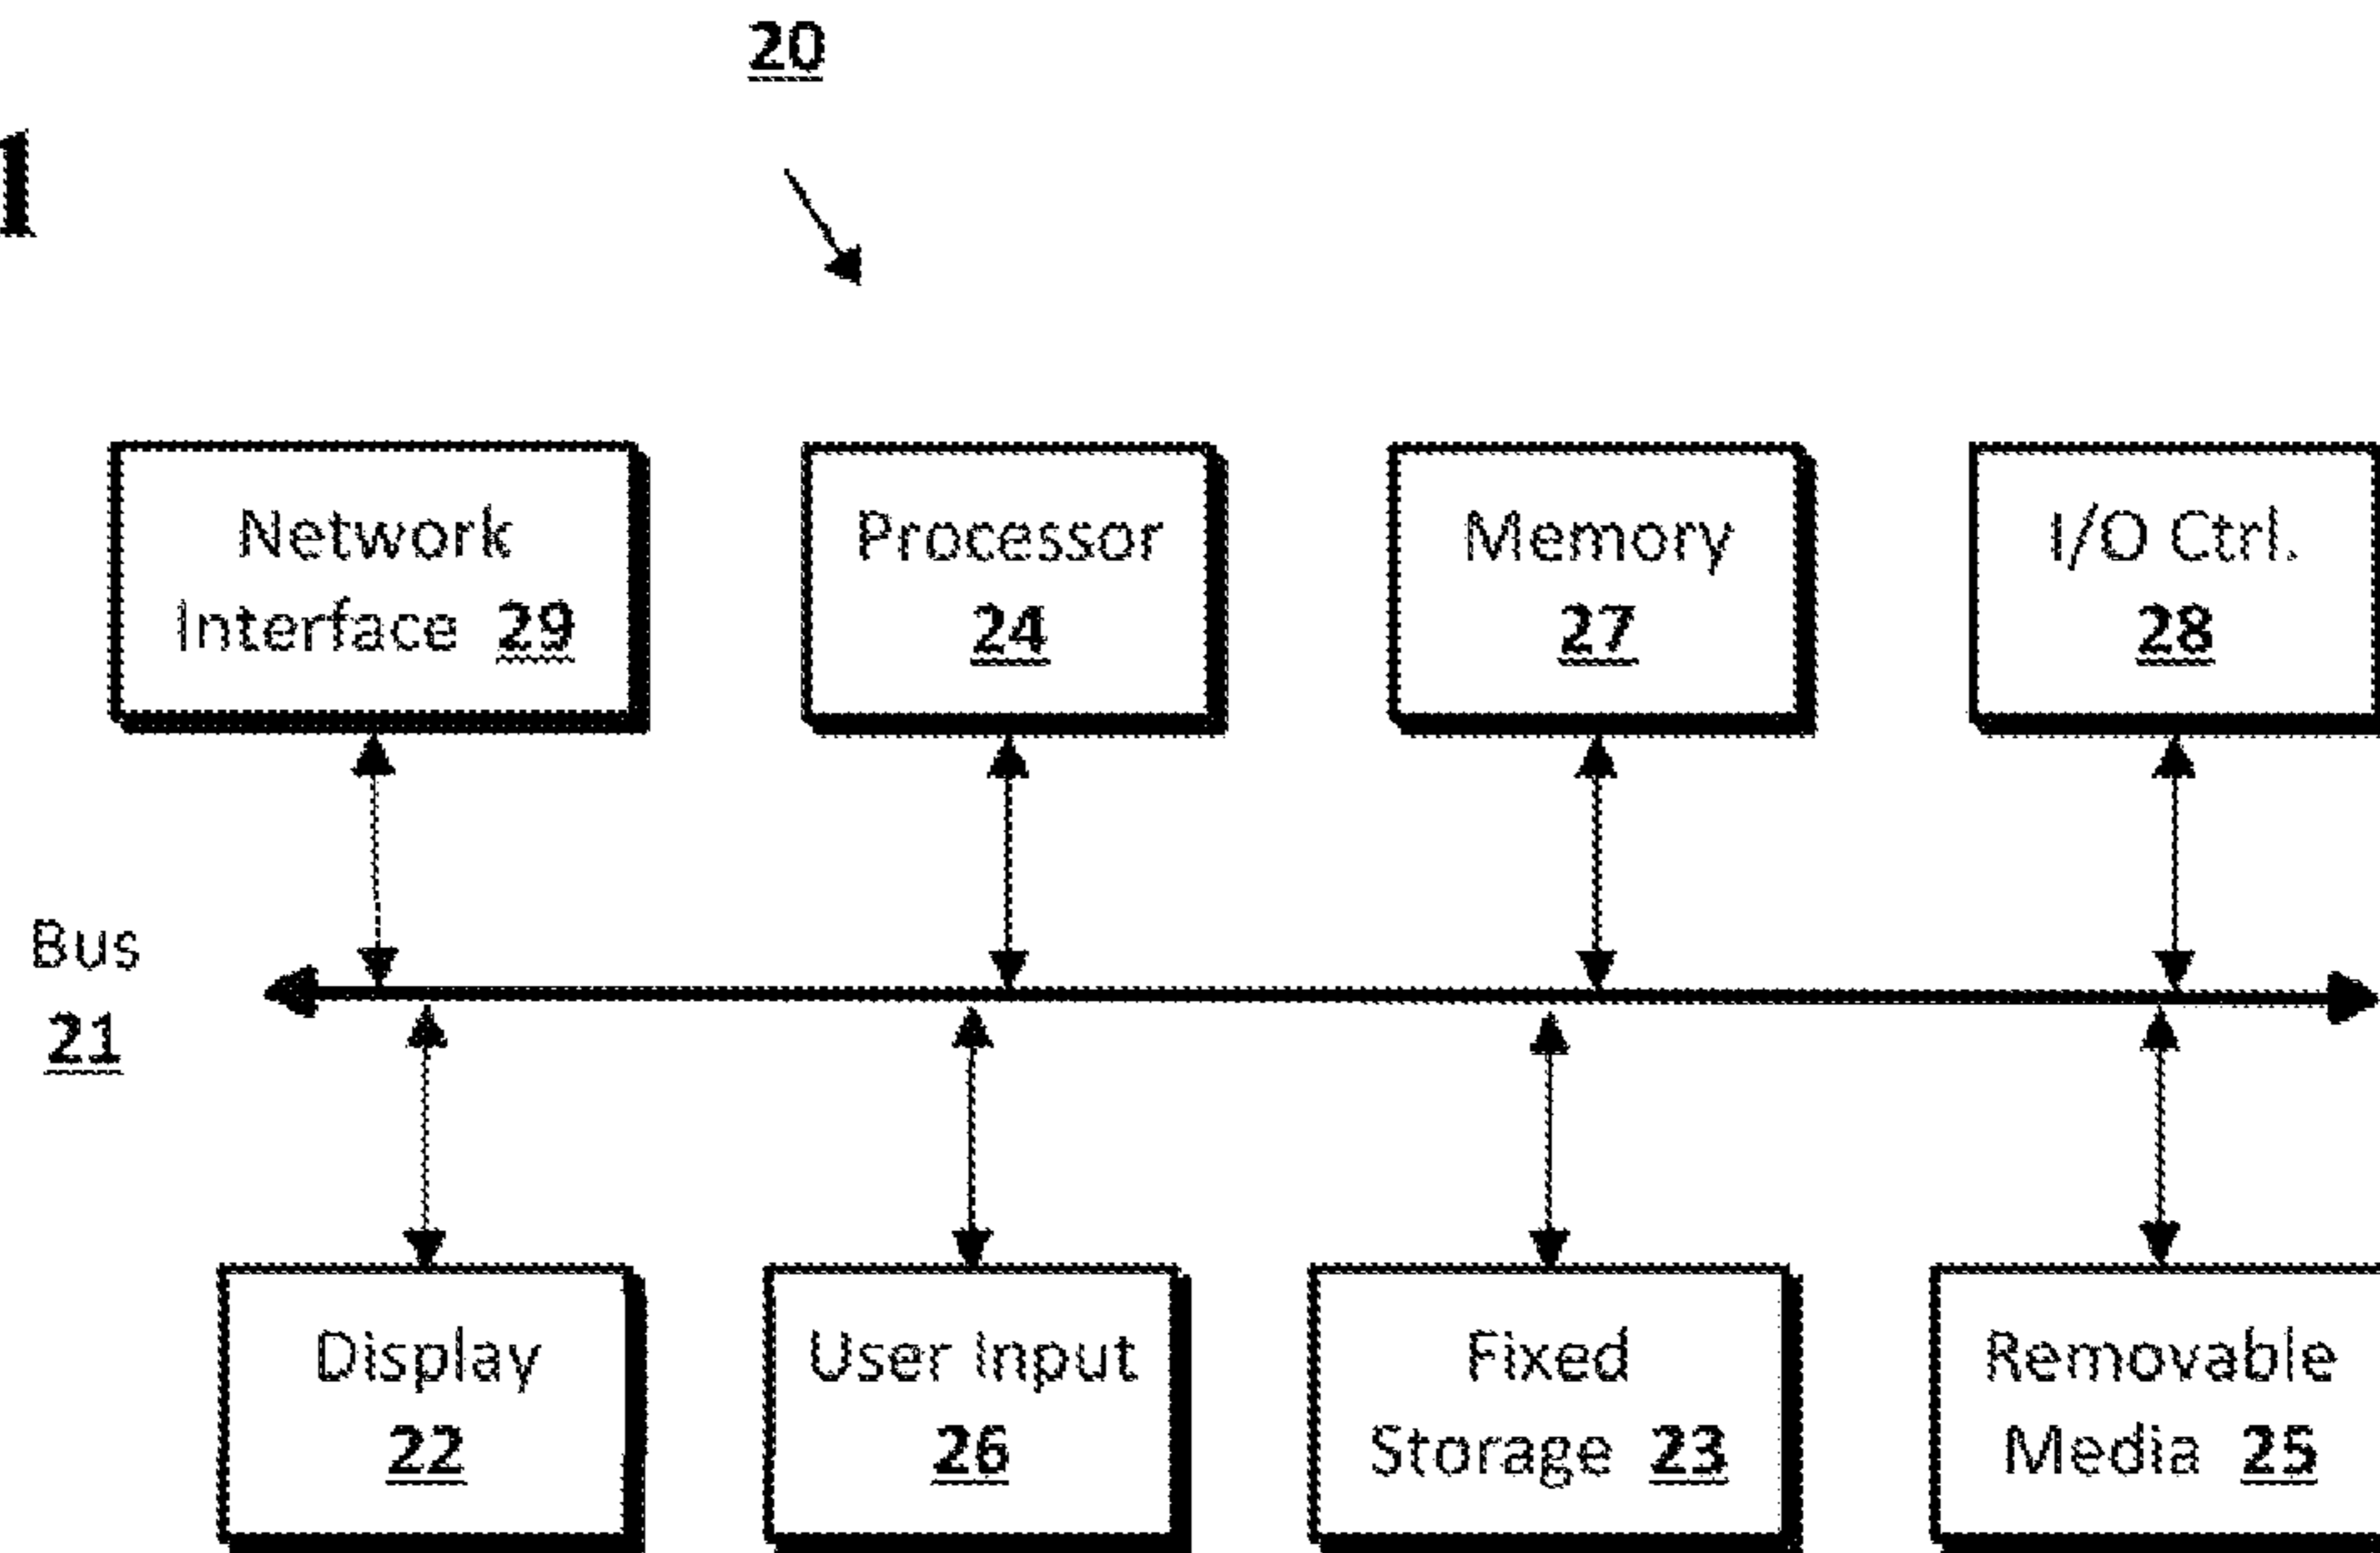 20
1
Network
Interface 29
Processor
24
Memory
27
I/O Ctrl.
28
Bus
21
Display
22
User Input
26
Fixed
Storage 23
Removable
Media 25